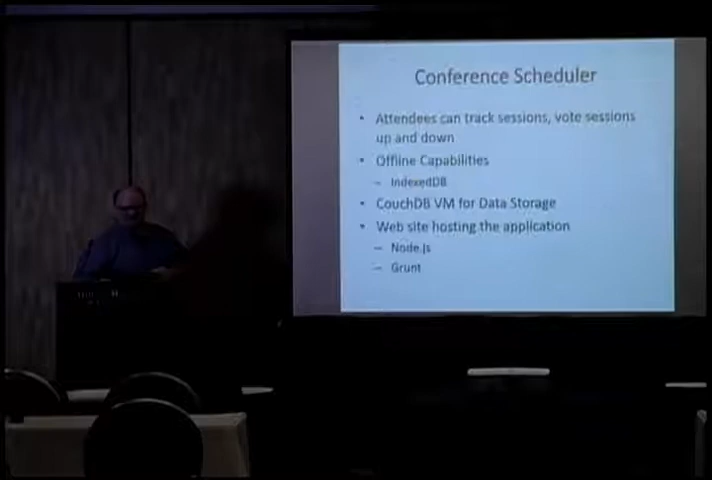 Conference Scheduler
• Attendees can track sessions, vote sessions
up and down
• Offline Capabilities
– IndexedDB
• CouchDB VM for Data Storage
• Web site hosting the application
– Node.Js
– Grunt